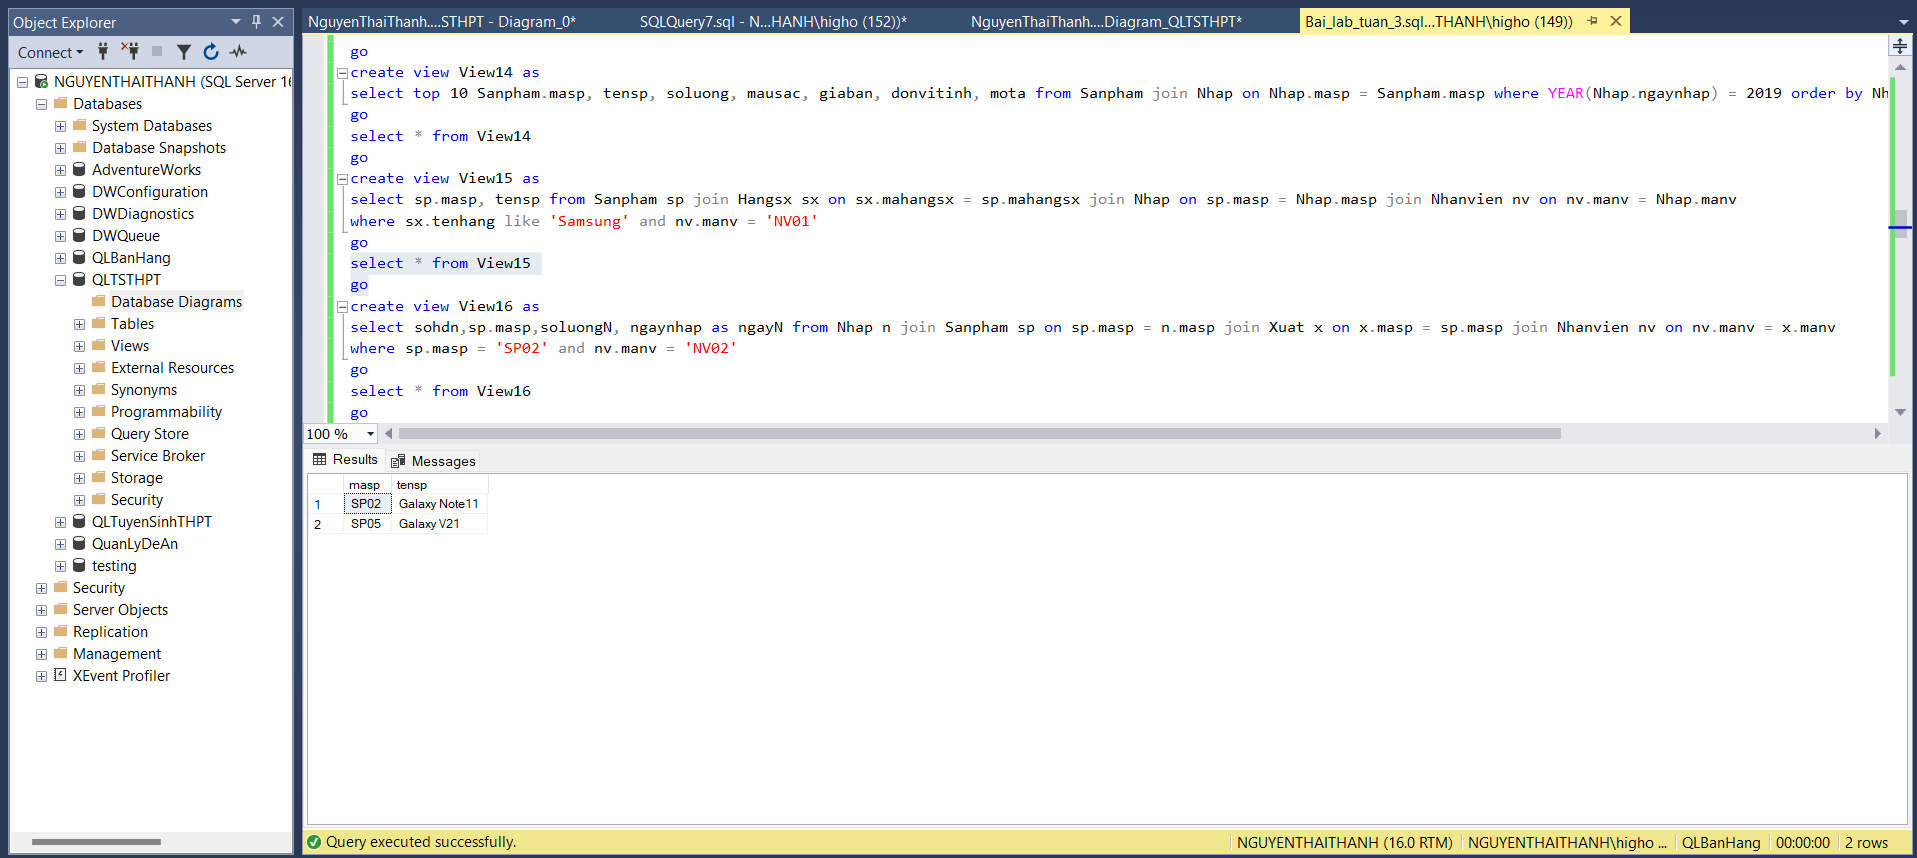 Object Explorer
Connect
NGUYENTHAITHANH (SQL Server 16
Databases
System Databases
Database Snapshots
AdventureWorks
DWConfiguration
DWDiagnostics
DWQueue
QLBanHang
QLTSTHPT
Database Diagrams
Tables
Views
External Resources
Synonyms
Programmability
Query Store
Service Broker
Storage
Security
QLTuyenSinhTHPT
QuanLyDeAn
testing
Security
Server Objects
Replication
Management
XEvent Profiler
NguyenThaiThanh....STHPT - Diagram_0* SQLQuery7.sql - N...HANH\higho (152))* NguyenThaiThanh....Diagram_QLTSTHPT* Bai_lab_tuan_3.sql...THANH\higho (149))
go
create view View14 as
select top 10 Sanpham.masp, tensp, soluong, mausac, giaban, donvitinh, mota from Sanpham join Nhap on Nhap.masp = Sanpham.masp where YEAR(Nhap.ngaynhap) = 2019 order by Nh
go
select * from View14
go
create view View15 as
select sp.masp, tensp from Sanpham sp join Hangsx sx on sx.mahangsx = sp.mahangsx join Nhap on sp.masp = Nhap.masp join Nhanvien nv on nv.manv = Nhap.manv
where sx.tenhang like 'Samsung' and nv.manv = 'NV01'
go
select * from View15
go
create view View16 as
select sohdn,sp.masp,soluongN, ngaynhap as ngayN from Nhap n join Sanpham sp on sp.masp = n.masp join Xuat x on x.masp = sp.masp join Nhanvien nv on nv.manv = x.manv
where sp.masp = 'SP02' and nv.manv = 'NV02'
go
select * from View16
go
100 %
Results Messages
masp tensp
1 SP02 Galaxy Note11
2 SP05 Galaxy V21
Query executed successfully. NGUYENTHAITHANH (16.0 RTM) NGUYENTHAITHANH\higho ... QLBanHang 00:00:00 2 rows